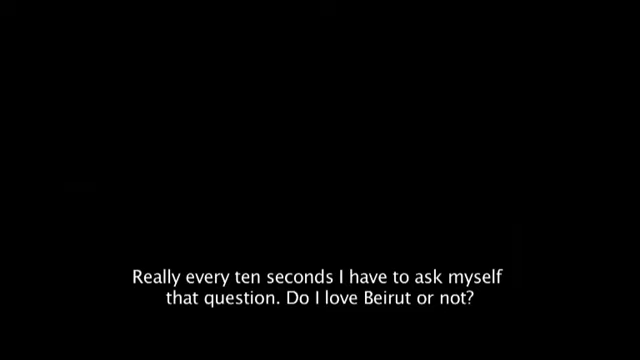 Really every ten seconds I have to ask myself
that question. Do I love Beirut or not?